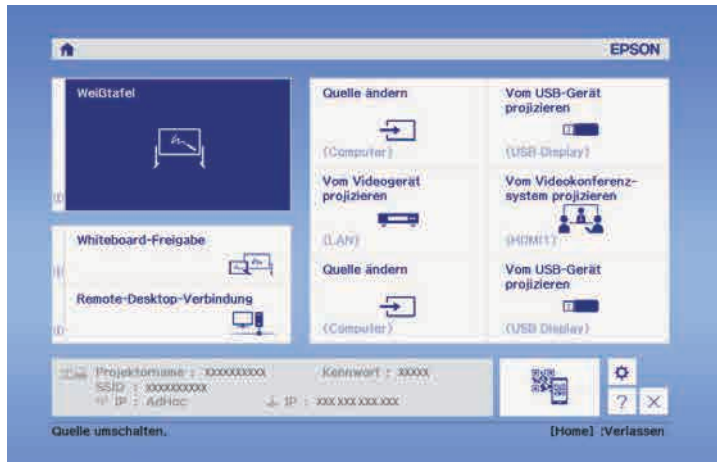 EPSON
Weißtafel
Whiteboard-Freigabe
Remote-Desktop-Verbindung
Quelle ändern
(Computer)
Vom USB-Gerät
projizieren
(USB Display)
Vom Videogerät
projizieren
(LAN)
Vom Videokonferenz-
system projizieren
(HDMI1)
Quelle ändern
(Computer)
Vom USB-Gerät
projizieren
(USB Display)
Projektorname : XXXXXXXXXX Kennwort : XXXXX
SSID : XXXXXXXXXX
IP : AdHoc IP : XXX.XXX.XXX.XXX
?
Quelle umschalten. [Home] :Verlassen